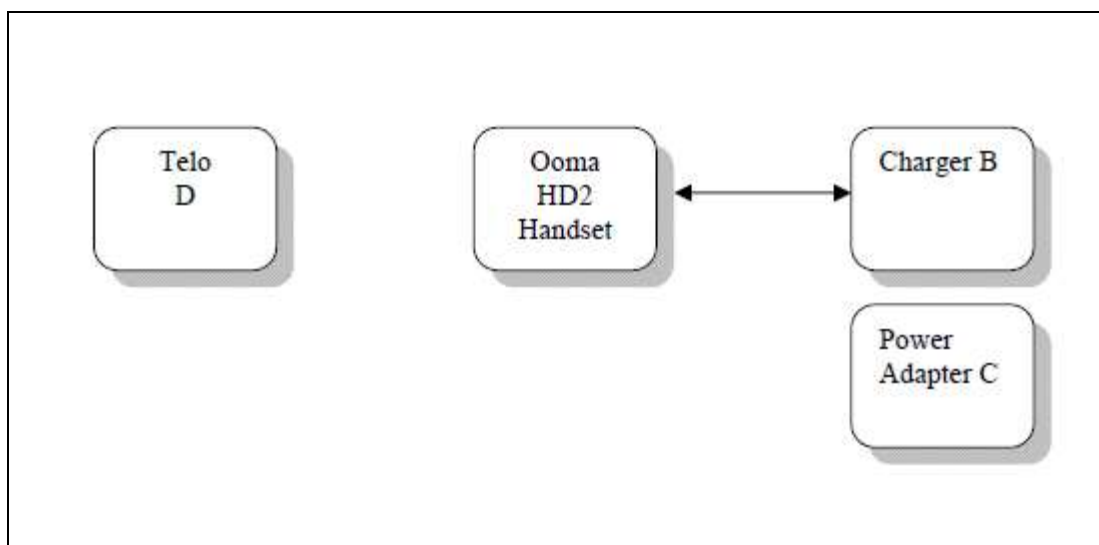 Telo
D
Ooma
HD2
Handset
Charger B
Power
Adapter C